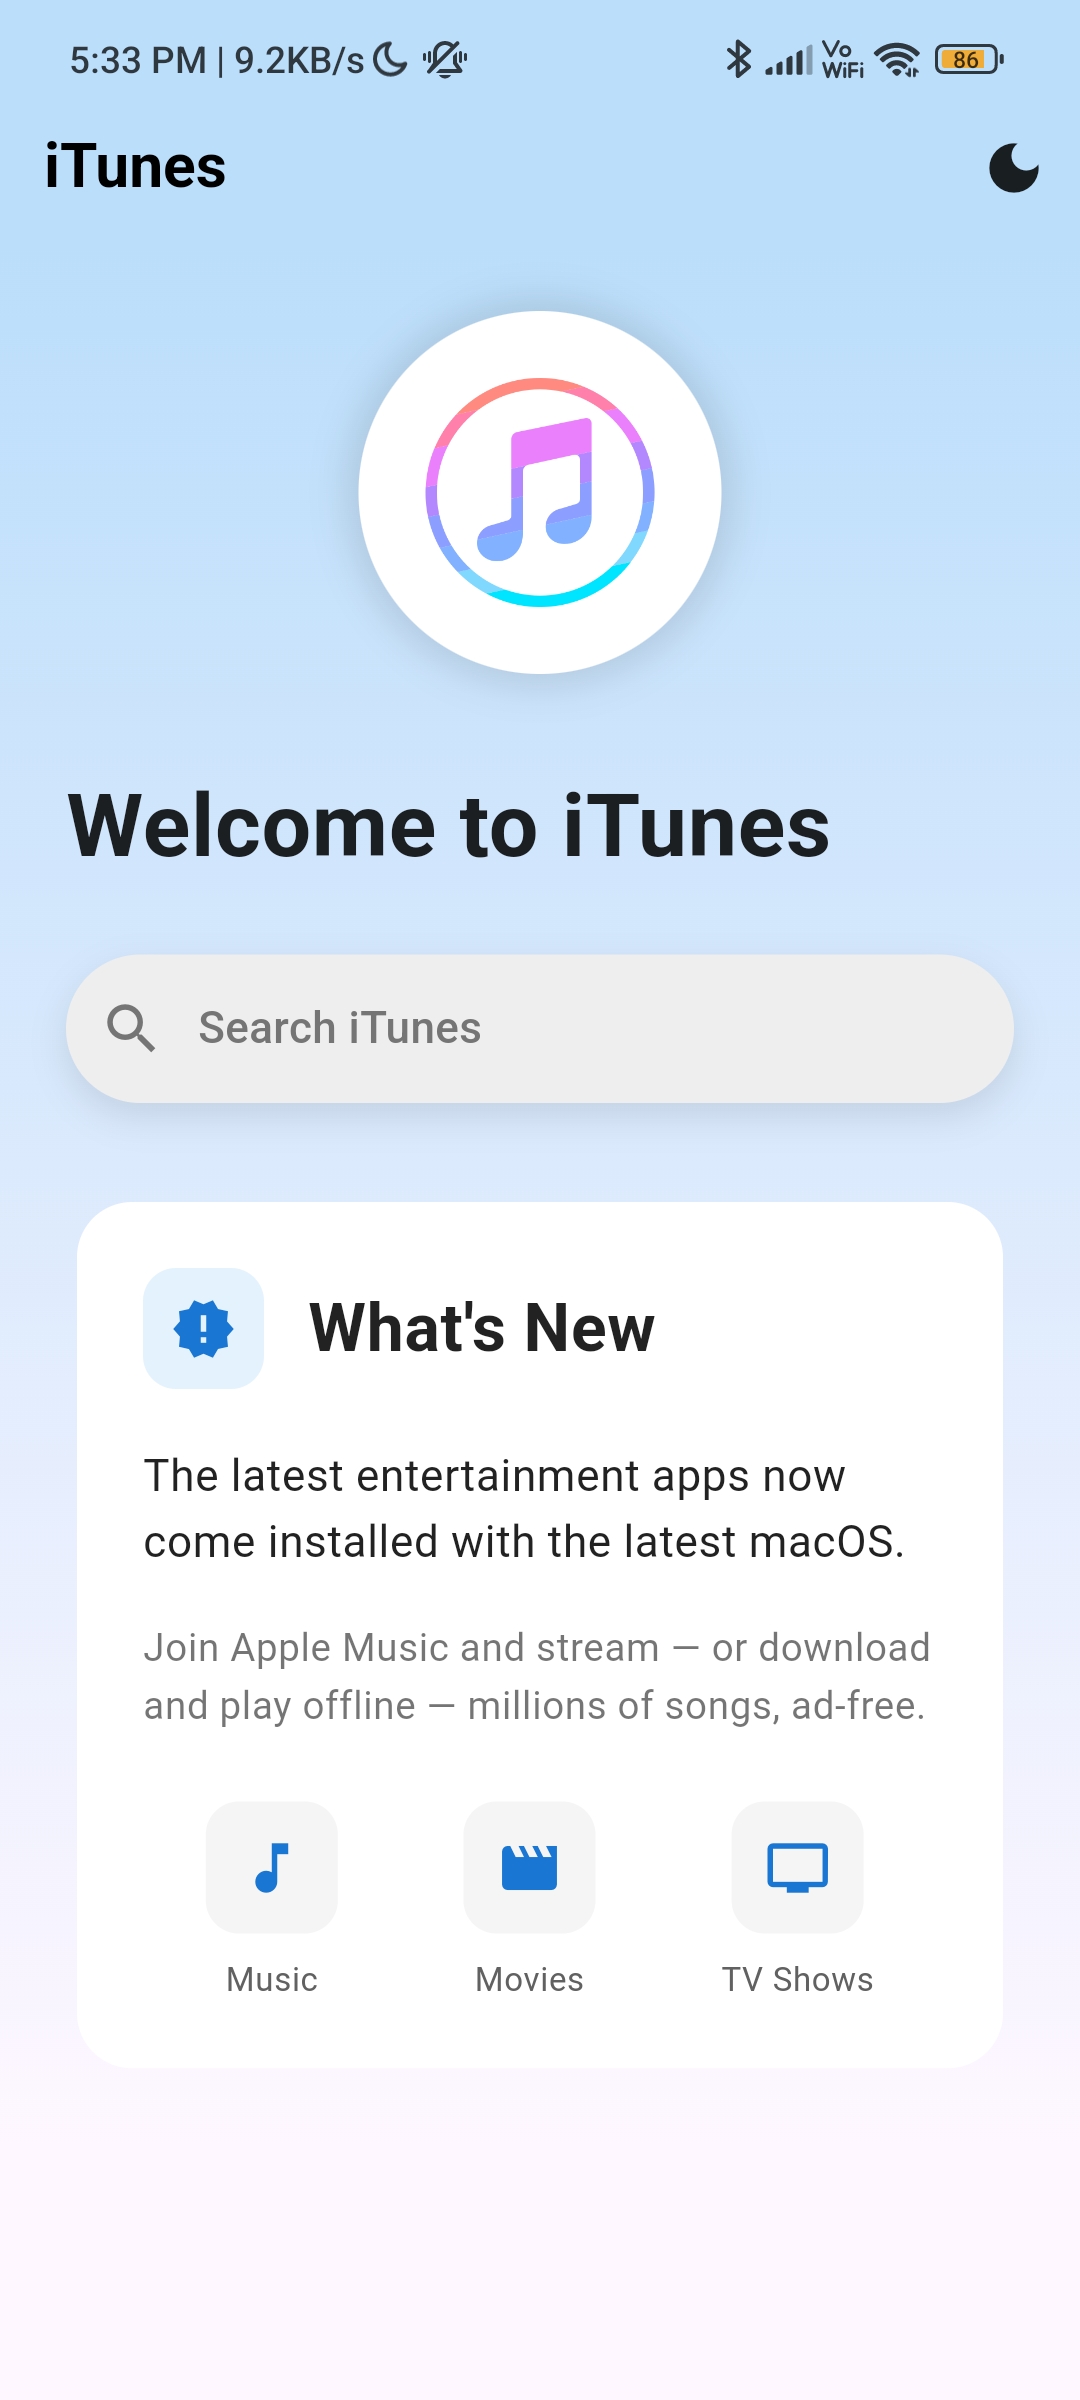 5:33 PM | 9.2KB/s
Vo
WiFi
86
iTunes
Welcome to iTunes
Search iTunes
What's New
The latest entertainment apps now
come installed with the latest macOS.
Join Apple Music and stream — or download
and play offline — millions of songs, ad-free.
Music
Movies
TV Shows